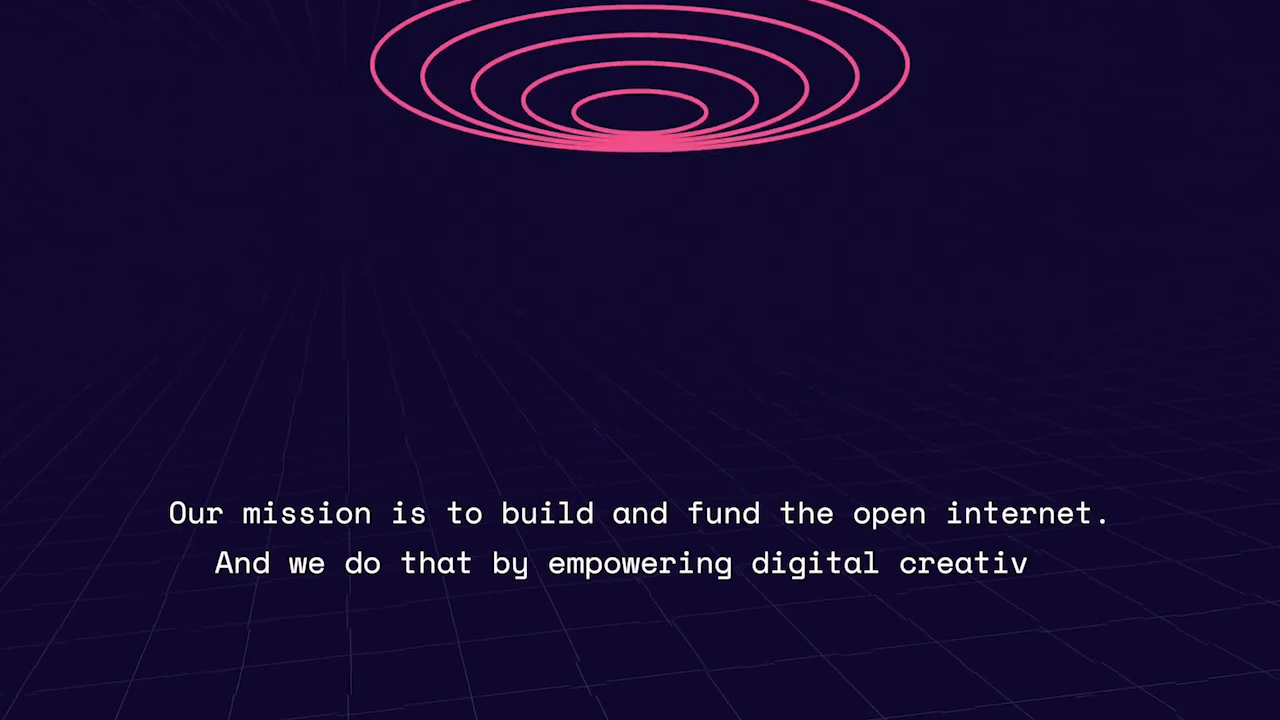 Our mission is to build and fund the open internet.
And we do that by empowering digital creativ